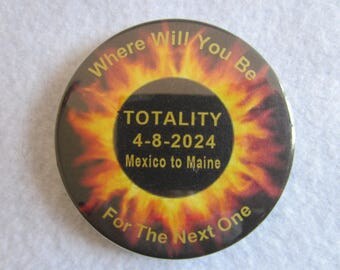 Where Will You Be
TOTALITY
4-8-2024
Mexico to Maine
For The Next One